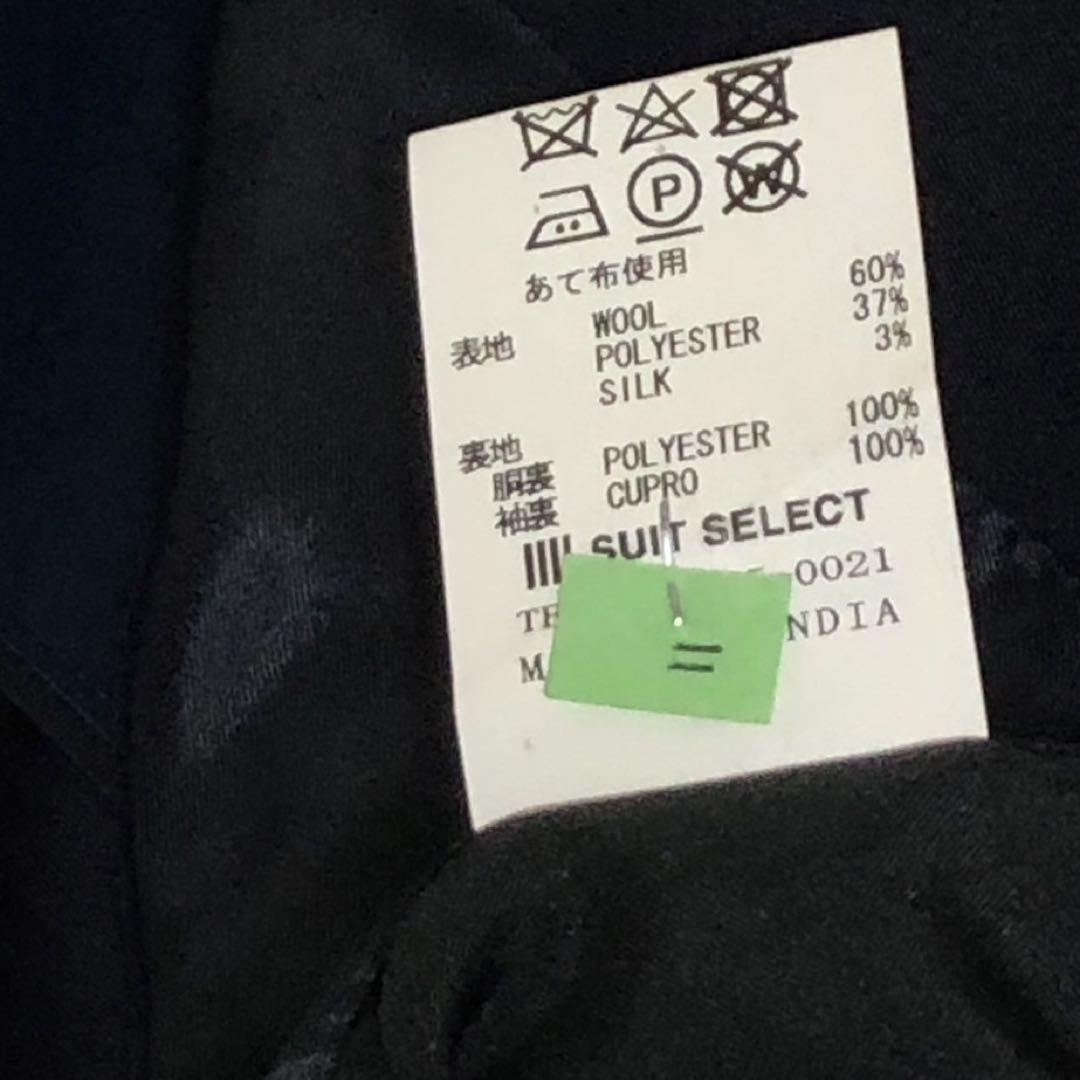 P
W
あて布使用
表地 WOOL 60%
POLYESTER 37%
SILK 3%
裏地
胴裏 POLYESTER 100%
袖裏 CUPRO 100%
SUIT SELECT
0021
=